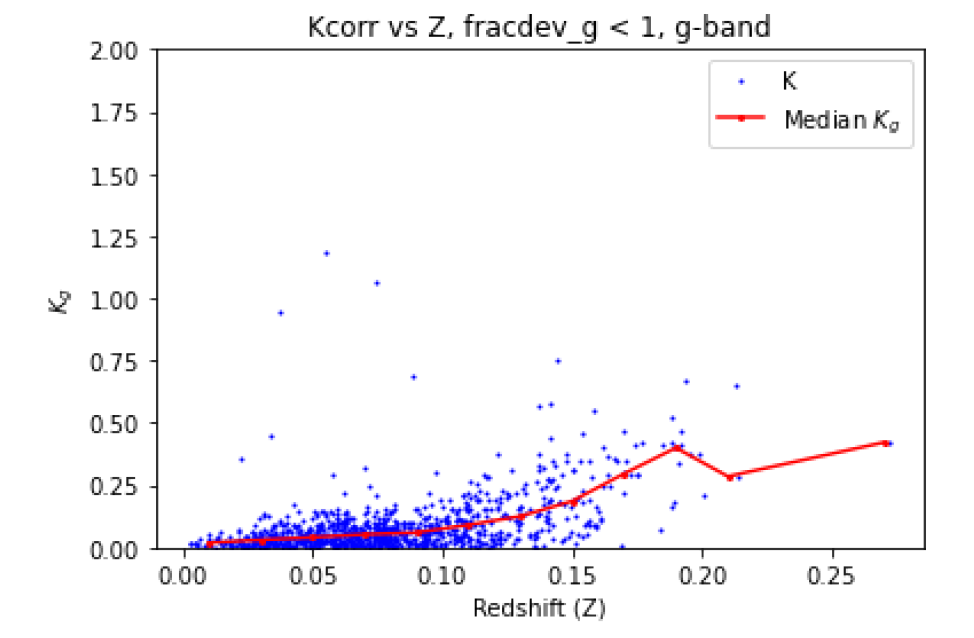 Kcorr vs Z, fracdev_g < 1, g-band
2.00
1.75
1.50
1.25
1.00
0.75
0.50
0.25
0.00
K_g
K
Median K_g
0.00 0.05 0.10 0.15 0.20 0.25
Redshift (Z)